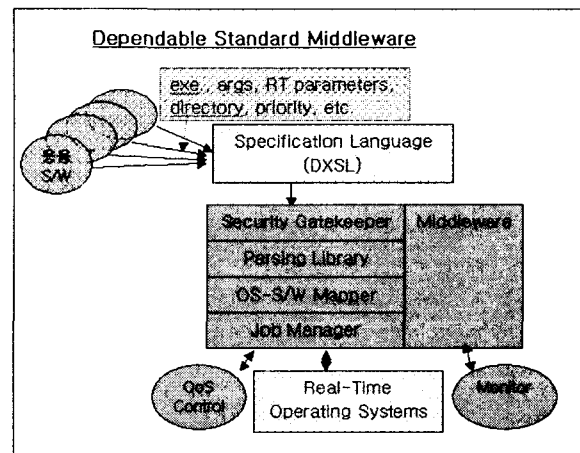 Dependable Standard Middleware
exe., args, RT parameters,
directory, priority, etc
Specification Language
(DXSL)
응용
S/W
Security Gatekeeper
Middleware
Parsing Library
OS-S/W Mapper
Job Manager
QoS
Control
Real-Time
Operating Systems
Monitor